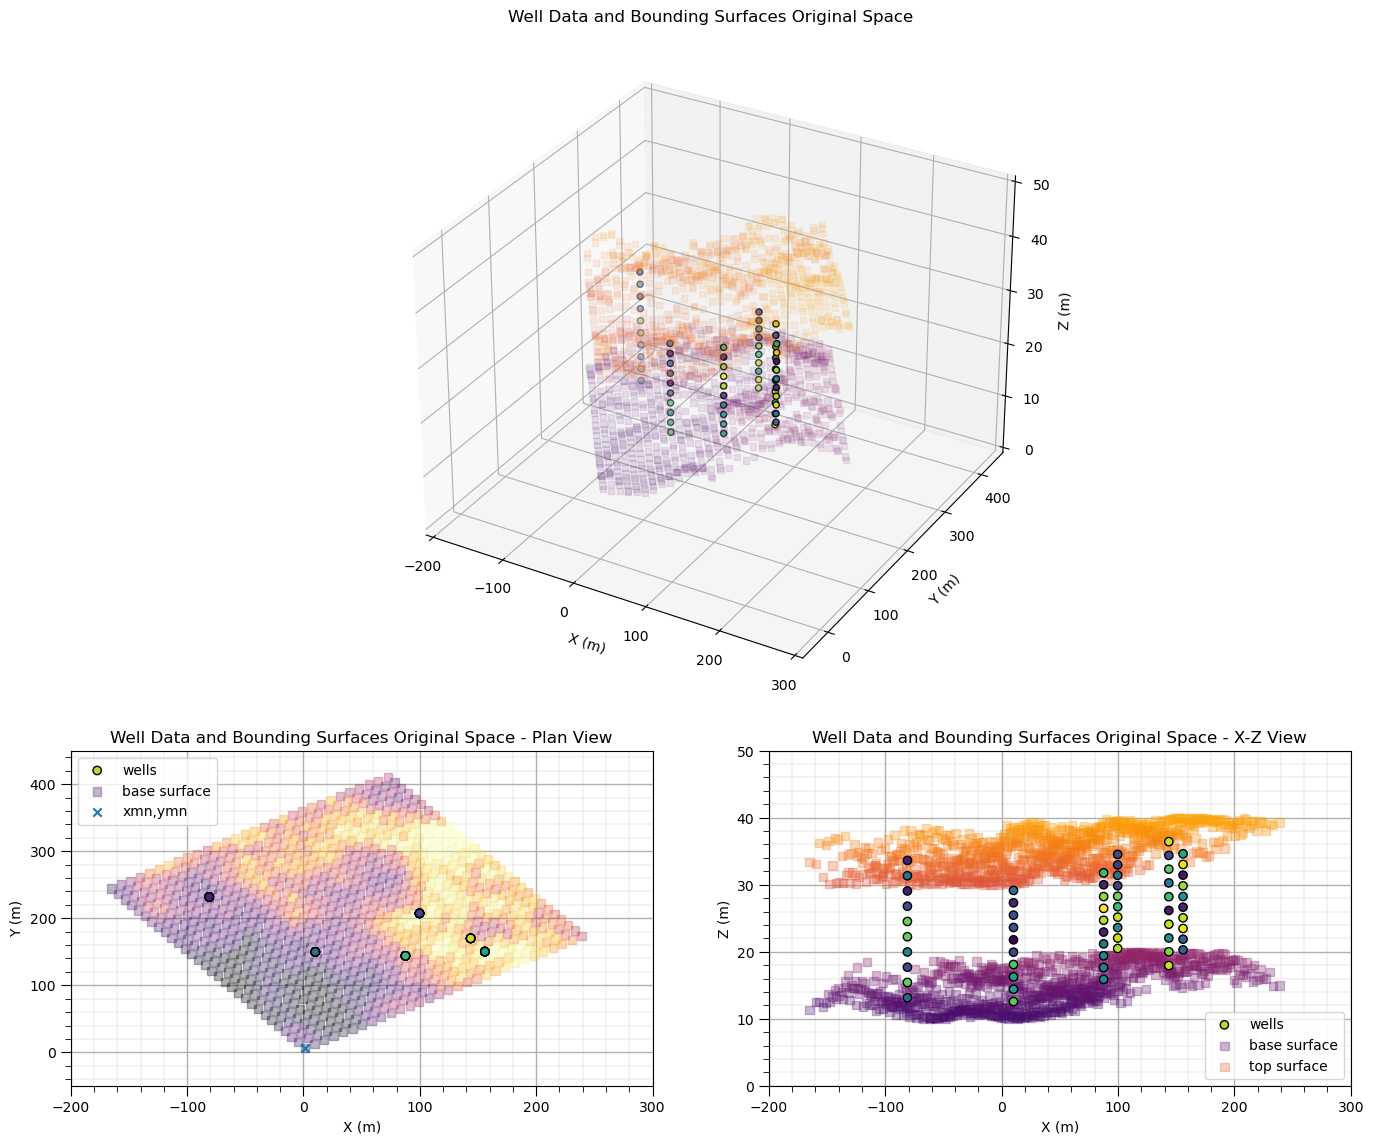 Well Data and Bounding Surfaces Original Space
50
40
30
20
10
0
Z (m)
400
300
200
100
0
Y (m)
−200
−100
0
100
200
300
X (m)
Well Data and Bounding Surfaces Original Space - Plan View
wells
base surface
xmn,ymn
400
300
200
100
0
Y (m)
−200
−100
0
100
200
300
X (m)
Well Data and Bounding Surfaces Original Space - X-Z View
50
40
30
20
10
0
Z (m)
wells
base surface
top surface
−200
−100
0
100
200
300
X (m)